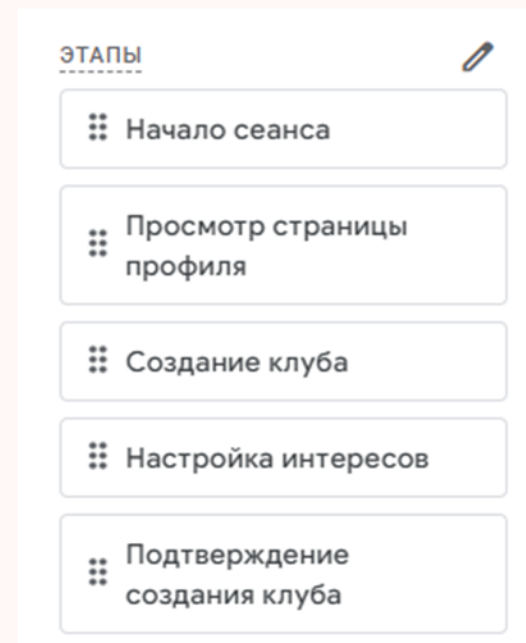 ЭТАПЫ
Начало сеанса
Просмотр страницы
профиля
Создание клуба
Настройка интересов
Подтверждение
создания клуба